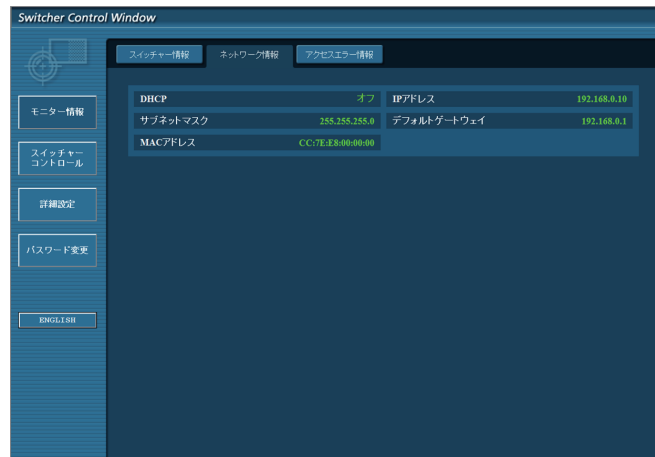 Switcher Control Window
スイッチャー情報
ネットワーク情報
アクセスエラー情報
モニター情報
スイッチャー
コントロール
詳細設定
パスワード変更
ENGLISH
DHCP オフ IPアドレス 192.168.0.10
サブネットマスク 255.255.255.0 デフォルトゲートウェイ 192.168.0.1
MACアドレス CC:7E:E8:00:00:00